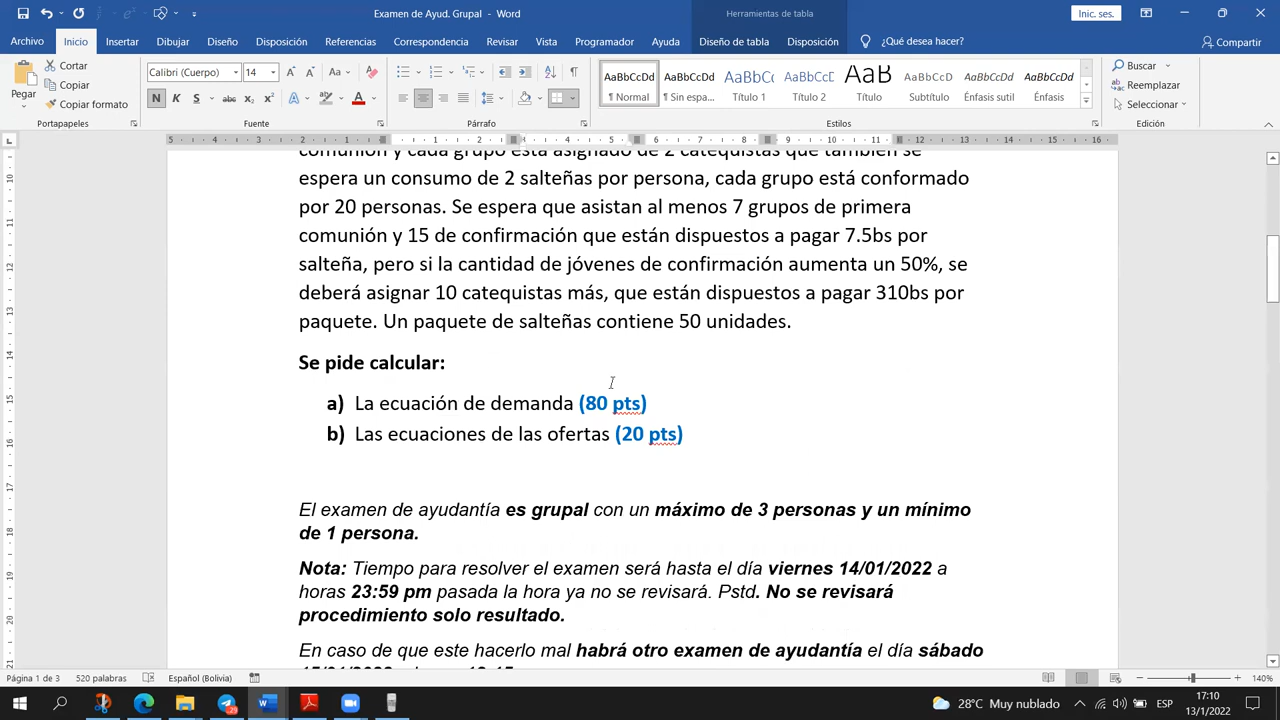 Examen de Ayud. Grupal - Word
Herramientas de tabla
Inic. ses.
Archivo Inicio Insertar Dibujar Diseño Disposición Referencias Correspondencia Revisar Vista Programador Ayuda Diseño de tabla Disposición ¿Qué desea hacer? Compartir
Pegar
Cortar
Copiar
Copiar formato
Portapapeles
Calibri (Cuerpo) 14
Fuente
Párrafo
AaBbCcDd AaBbCcDd AaBbCc AaBbCcD AaB AaBbCcD AaBbCcDd AaBbCcDd
¶ Normal ¶ Sin espa... Título 1 Título 2 Título Subtítulo Énfasis sutil Énfasis
Estilos
Buscar
Reemplazar
Seleccionar
Edición
comunión y cada grupo está asignado de 2 catequistas que también se
espera un consumo de 2 salteñas por persona, cada grupo está conformado
por 20 personas. Se espera que asistan al menos 7 grupos de primera
comunión y 15 de confirmación que están dispuestos a pagar 7.5bs por
salteña, pero si la cantidad de jóvenes de confirmación aumenta un 50%, se
deberá asignar 10 catequistas más, que están dispuestos a pagar 310bs por
paquete. Un paquete de salteñas contiene 50 unidades.
Se pide calcular:
a) La ecuación de demanda (80 pts)
b) Las ecuaciones de las ofertas (20 pts)
El examen de ayudantía es grupal con un máximo de 3 personas y un mínimo
de 1 persona.
Nota: Tiempo para resolver el examen será hasta el día viernes 14/01/2022 a
horas 23:59 pm pasada la hora ya no se revisará. Pstd. No se revisará
procedimiento solo resultado.
En caso de que este hacerlo mal habrá otro examen de ayudantía el día sábado
Página 1 de 3 520 palabras Español (Bolivia) 140%
28°C Muy nublado ESP 17:10
13/1/2022